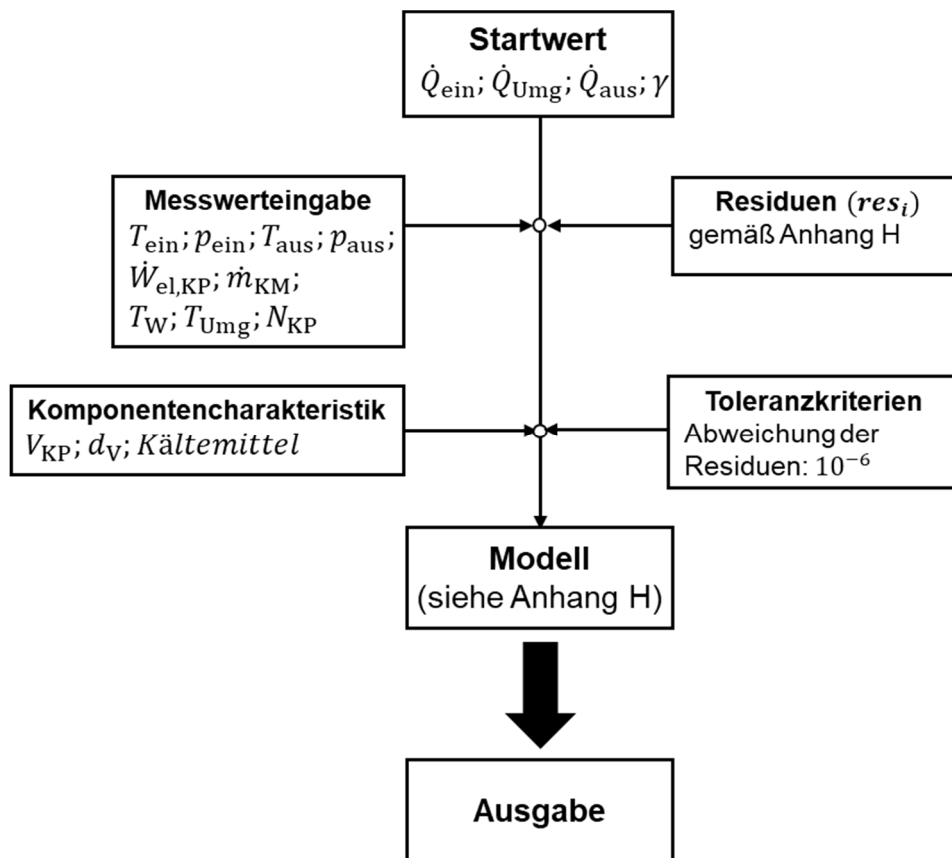 Startwert
Q̇ein; Q̇Umg; Q̇aus; γ
Messwerteingabe
Tein; pein; Taus; paus;
Ẇel,KP; ṁKM;
TW; TUmg; NKP
Residuen (resi)
gemäß Anhang H
Komponentencharakteristik
VKP; dV; Kältemittel
Toleranzkriterien
Abweichung der
Residuen: 10⁻⁶
Modell
(siehe Anhang H)
Ausgabe